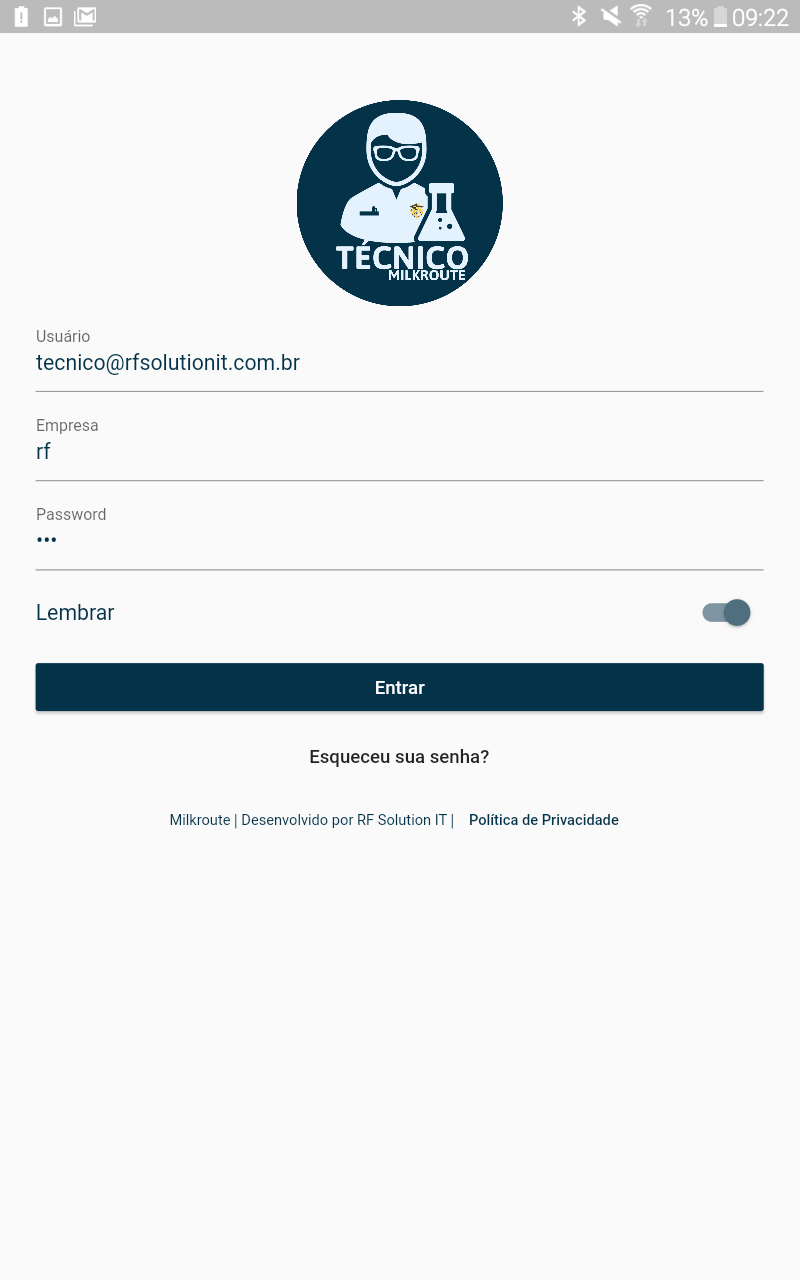 13% 09:22
TÉCNICO
MILKROUTE
Usuário
tecnico@rfsolutionit.com.br
Empresa
rf
Password
•••
Lembrar
Entrar
Esqueceu sua senha?
Milkroute | Desenvolvido por RF Solution IT | Política de Privacidade